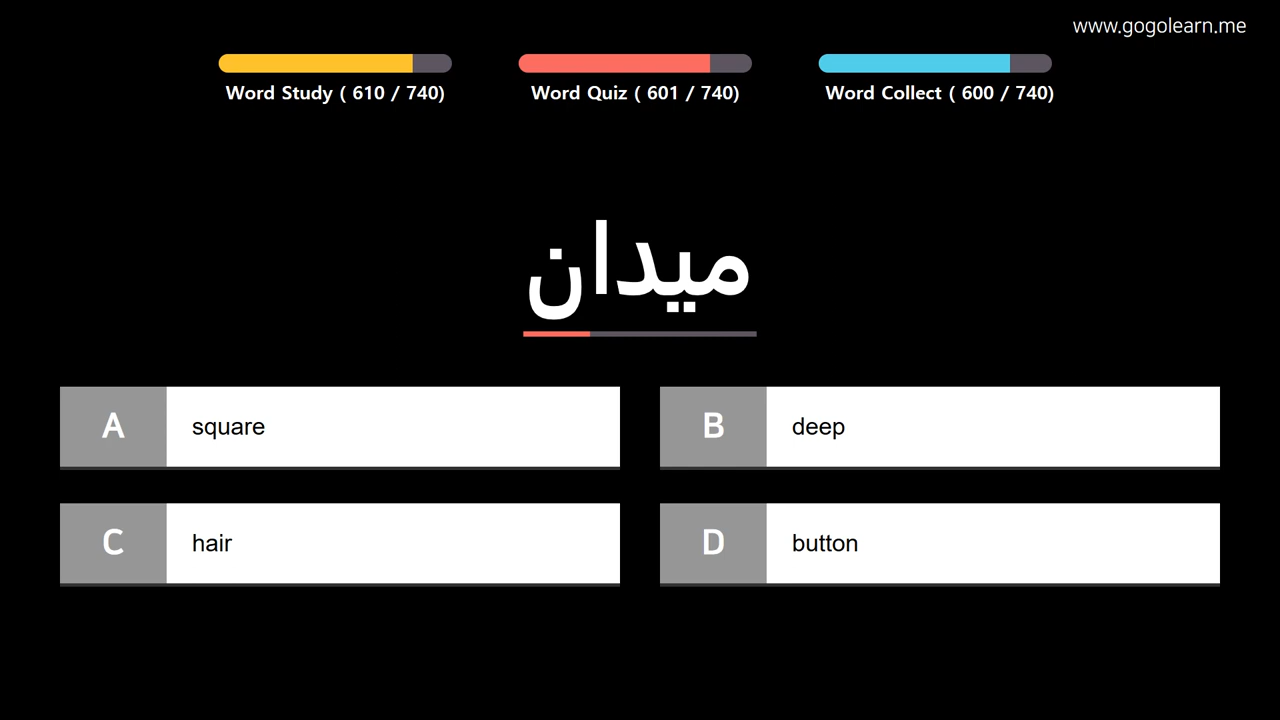 www.gogolearn.me
Word Study ( 610 / 740)
Word Quiz ( 601 / 740)
Word Collect ( 600 / 740)
میدان
A square
B deep
C hair
D button